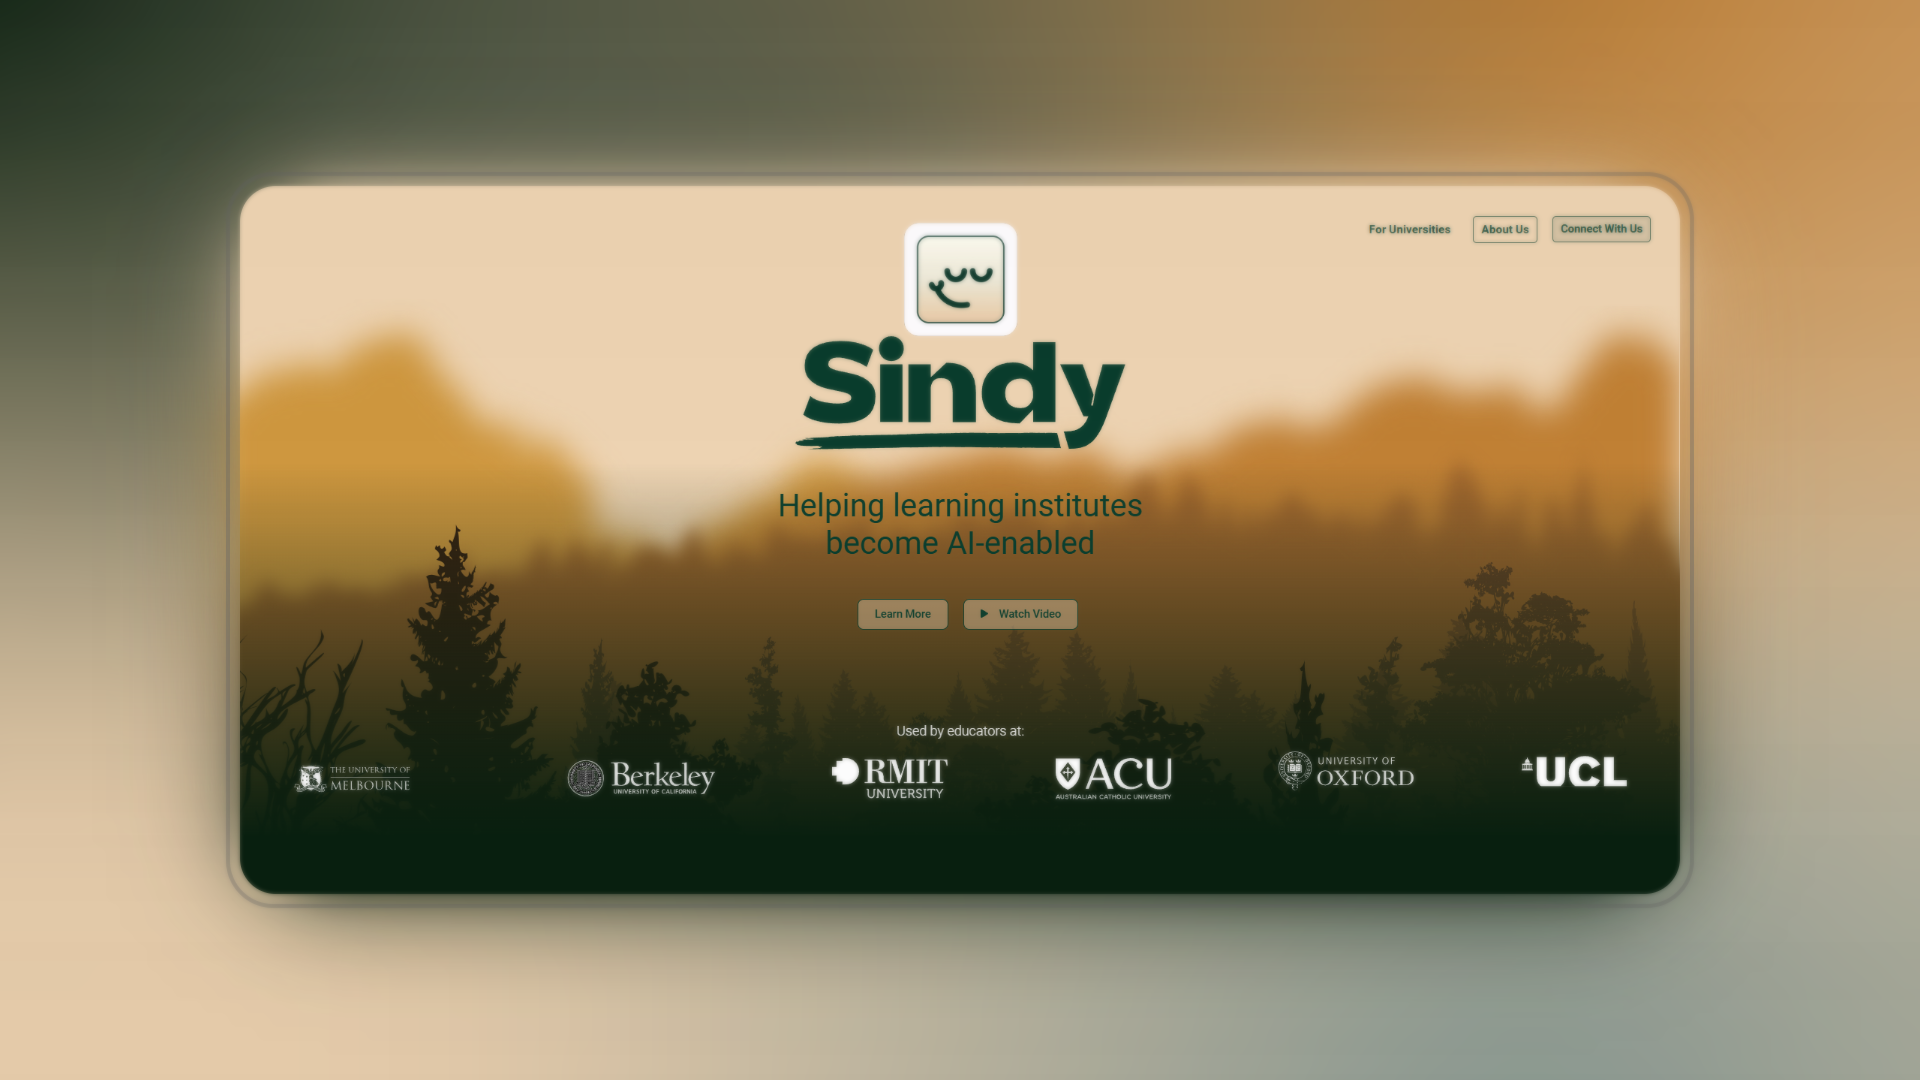 For Universities
About Us
Connect With Us
Sindy
Helping learning institutes
become AI-enabled
Learn More
Watch Video
Used by educators at:
THE UNIVERSITY OF
MELBOURNE
Berkeley
UNIVERSITY OF CALIFORNIA
RMIT
UNIVERSITY
ACU
AUSTRALIAN CATHOLIC UNIVERSITY
UNIVERSITY OF
OXFORD
UCL